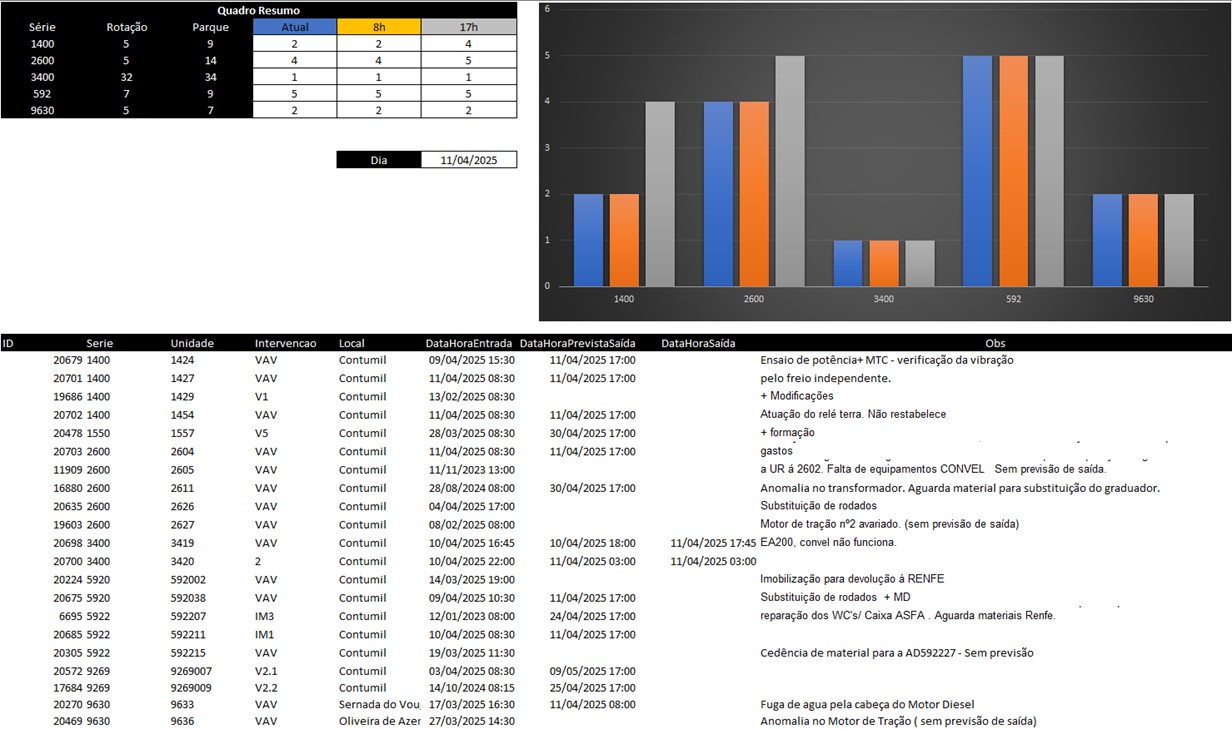 Quadro Resumo
Série Rotação Parque Atual 8h 17h
1400 5 9 2 2 4
2600 5 14 4 4 5
3400 32 34 1 1 1
592 7 9 5 5 5
9630 5 7 2 2 2
Dia 11/04/2025
6
5
4
3
2
1
0
1400 2600 3400 592 9630
ID Serie Unidade Intervencao Local DataHoraEntrada DataHoraPrevistaSaída DataHoraSaída Obs
20679 1400 1424 VAV Contumil 09/04/2025 15:30 11/04/2025 17:00 Ensaio de potência+ MTC - verificação da vibração
20701 1400 1427 VAV Contumil 11/04/2025 08:30 11/04/2025 17:00 pelo freio independente.
19686 1400 1429 V1 Contumil 13/02/2025 08:30 + Modificações
20702 1400 1454 VAV Contumil 11/04/2025 08:30 11/04/2025 17:00 Atuação do relé terra. Não restabelece
20478 1550 1557 V5 Contumil 28/03/2025 08:30 30/04/2025 17:00 + formação
20703 2600 2604 VAV Contumil 11/04/2025 08:30 11/04/2025 17:00 gastos
11909 2600 2605 VAV Contumil 11/11/2023 13:00 a UR á 2602. Falta de equipamentos CONVEL Sem previsão de saída.
16880 2600 2611 VAV Contumil 28/08/2024 08:00 30/04/2025 17:00 Anomalia no transformador. Aguarda material para substituição do graduador.
20635 2600 2626 VAV Contumil 04/04/2025 17:00 Substituição de rodados
19603 2600 2627 VAV Contumil 08/02/2025 08:00 Motor de tração nº2 avariado. (sem previsão de saída)
20698 3400 3419 VAV Contumil 10/04/2025 16:45 10/04/2025 18:00 11/04/2025 17:45 EA200, convel não funciona.
20700 3400 3420 2 Contumil 10/04/2025 22:00 11/04/2025 03:00 11/04/2025 03:00
20224 5920 592002 VAV Contumil 14/03/2025 19:00 Imobilização para devolução à RENFE
20675 5920 592038 VAV Contumil 09/04/2025 10:30 11/04/2025 17:00 Substituição de rodados + MD
6695 5922 592207 IM3 Contumil 12/01/2023 08:00 24/04/2025 17:00 reparação dos WC's/ Caixa ASFA . Aguarda materiais Renfe.
20685 5922 592211 IM1 Contumil 10/04/2025 08:30 11/04/2025 17:00
20305 5922 592215 VAV Contumil 19/03/2025 11:30 Cedência de material para a AD592227 - Sem previsão
20572 9269 9269007 V2.1 Contumil 03/04/2025 08:30 09/05/2025 17:00
17684 9269 9269009 V2.2 Contumil 14/10/2024 08:15 25/04/2025 17:00
20270 9630 9633 VAV Sernada do Vou 17/03/2025 16:30 11/04/2025 08:00 Fuga de agua pela cabeça do Motor Diesel
20469 9630 9636 VAV Oliveira de Azer 27/03/2025 14:30 Anomalia no Motor de Tração ( sem previsão de saída)